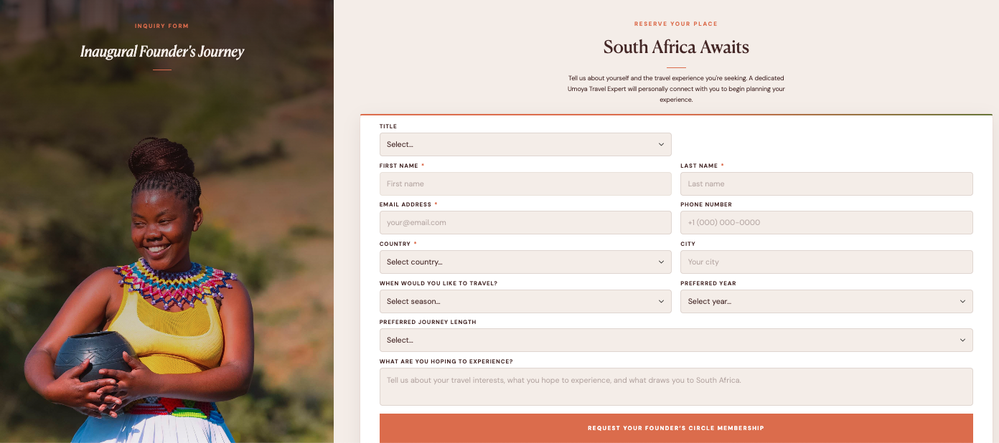 INQUIRY FORM
Inaugural Founder's Journey
RESERVE YOUR PLACE
South Africa Awaits
Tell us about yourself and the travel experience you're seeking. A dedicated
Umoya Travel Expert will personally connect with you to begin planning your
experience.
TITLE
Select...
FIRST NAME *
LAST NAME *
First name
Last name
EMAIL ADDRESS *
PHONE NUMBER
your@email.com
+1 (000) 000-0000
COUNTRY *
CITY
Select country...
Your city
WHEN WOULD YOU LIKE TO TRAVEL?
PREFERRED YEAR
Select season...
Select year...
PREFERRED JOURNEY LENGTH
Select...
WHAT ARE YOU HOPING TO EXPERIENCE?
Tell us about your travel interests, what you hope to experience, and what draws you to South Africa.
REQUEST YOUR FOUNDER'S CIRCLE MEMBERSHIP